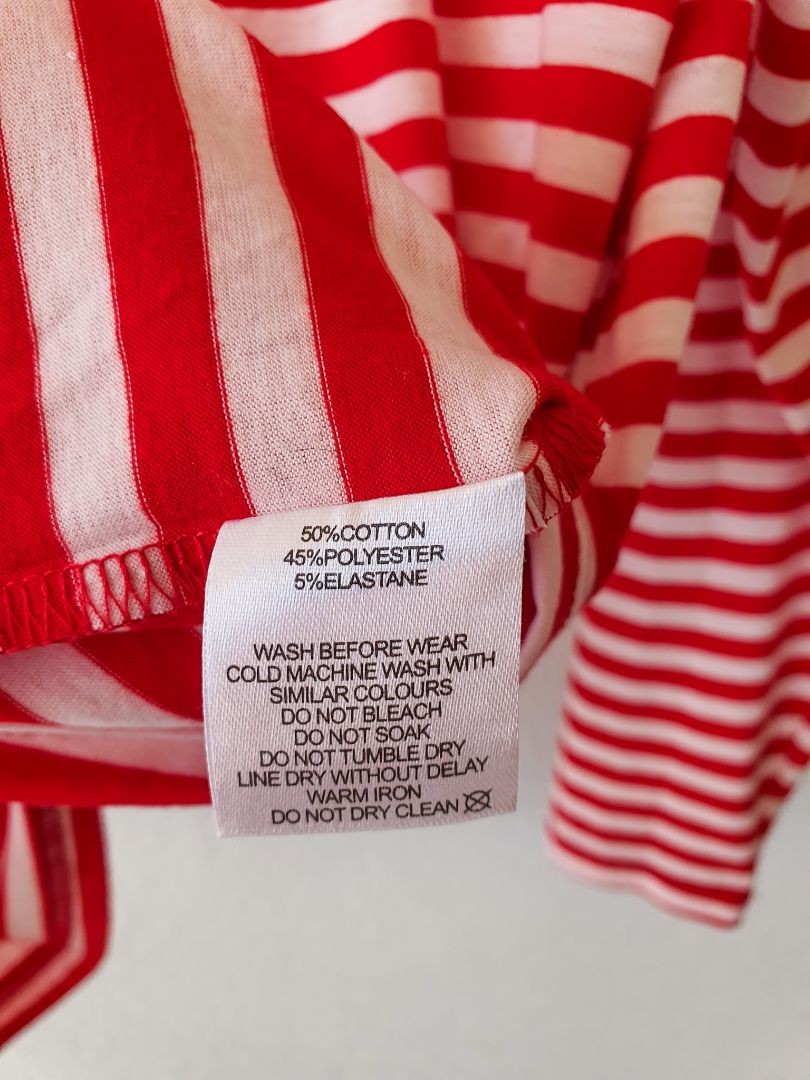 50%COTTON
45%POLYESTER
5%ELASTANE
WASH BEFORE WEAR
COLD MACHINE WASH WITH
SIMILAR COLOURS
DO NOT BLEACH
DO NOT SOAK
DO NOT TUMBLE DRY
LINE DRY WITHOUT DELAY
WARM IRON
DO NOT DRY CLEAN